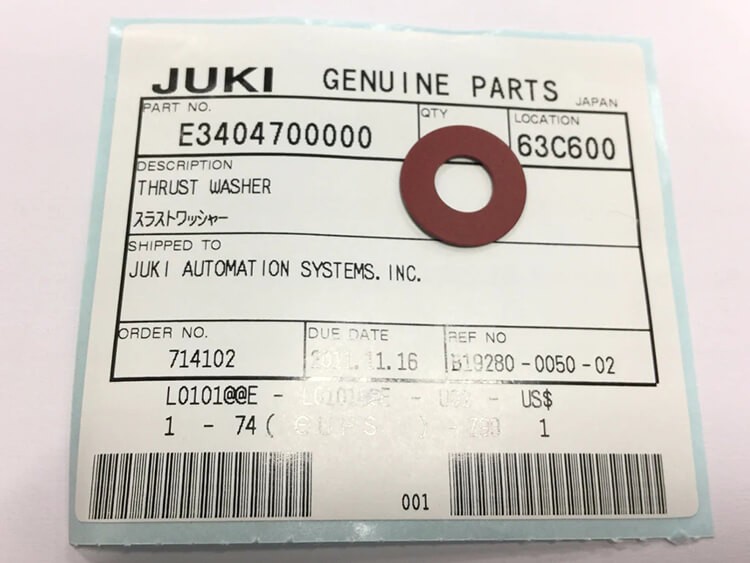 JUKI GENUINE PARTS JAPAN
PART NO. QTY LOCATION
E3404700000 63C600
DESCRIPTION
THRUST WASHER
スラストワッシャー
SHIPPED TO
JUKI AUTOMATION SYSTEMS.INC.
ORDER NO. DUE DATE REF NO
714102 11.16 B19280-0050-02
L0101@@E - - - US$
1 - 74( ) - 1
001